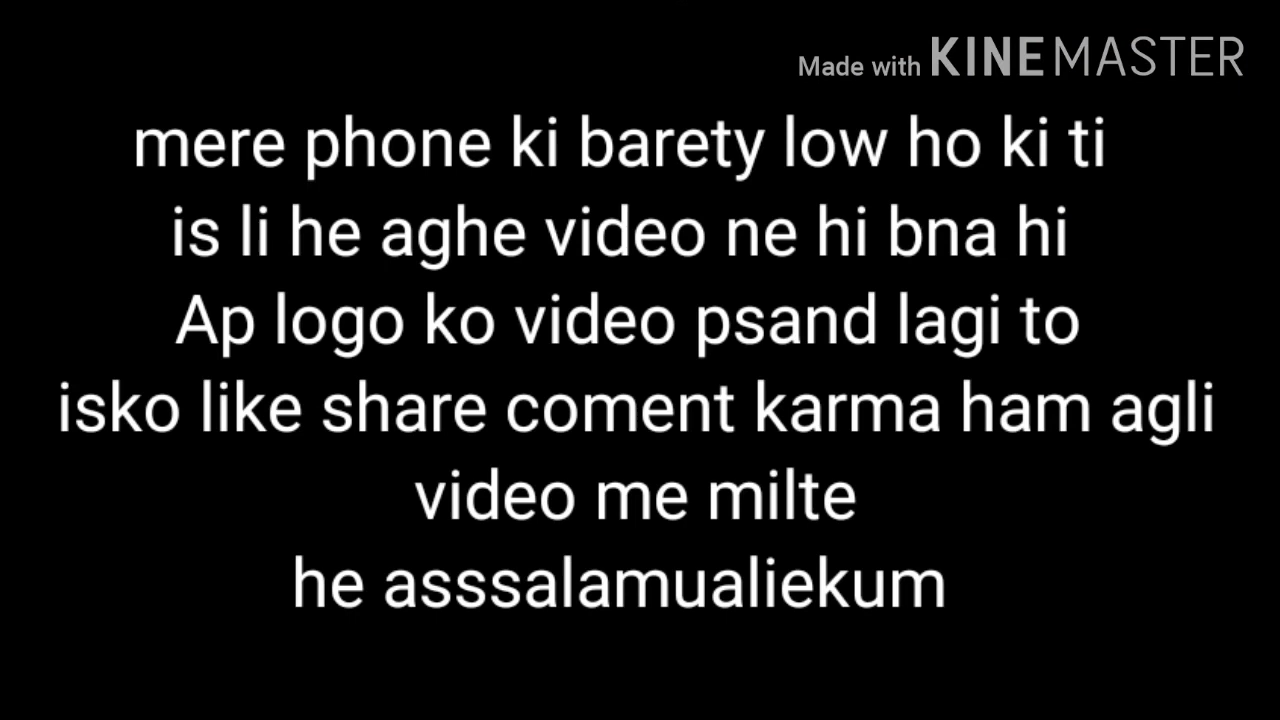 Made with KINEMASTER
mere phone ki barety low ho ki ti
is li he aghe video ne hi bna hi
Ap logo ko video psand lagi to
isko like share coment karma ham agli
video me milte
he asssalamualiekum